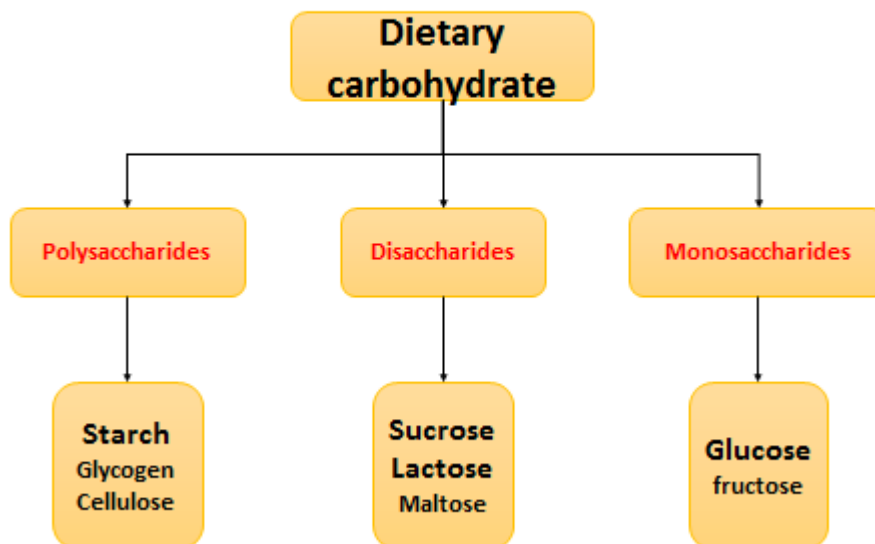 Dietary
carbohydrate
Polysaccharides
Disaccharides
Monosaccharides
Starch
Glycogen
Cellulose
Sucrose
Lactose
Maltose
Glucose
fructose